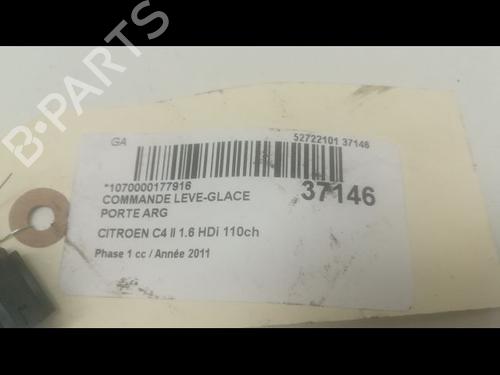 B-PARTS
GA
52722101 37146
*1070000177916
37146
COMMANDE LEVE-GLACE
PORTE ARG
CITROEN C4 II 1.6 HDi 110ch
Phase 1 cc / Année 2011